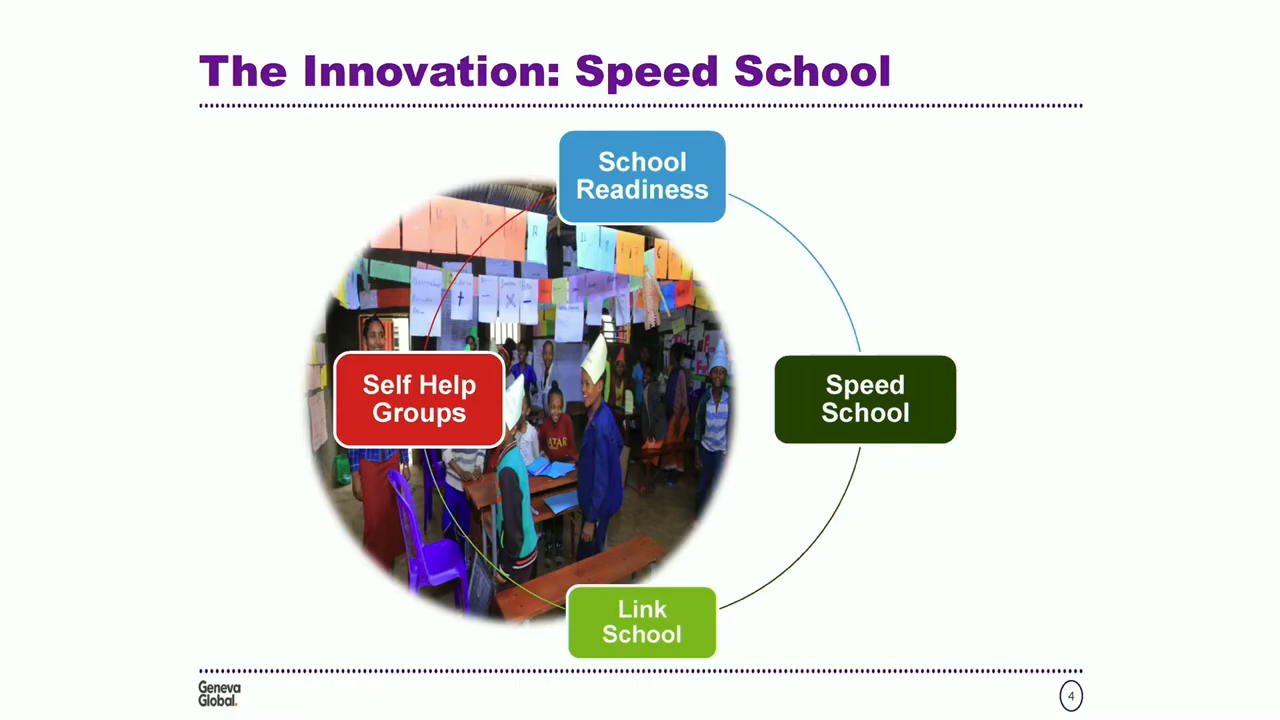 The Innovation: Speed School
School
Readiness
Self Help
Groups
Speed
School
Link
School
Geneva
Global.
4